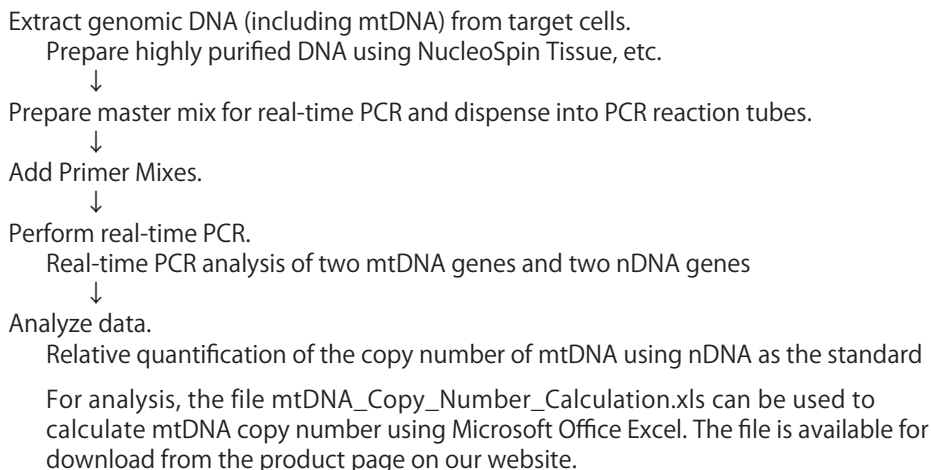 Extract genomic DNA (including mtDNA) from target cells.
Prepare highly purified DNA using NucleoSpin Tissue, etc.
↓
Prepare master mix for real-time PCR and dispense into PCR reaction tubes.
↓
Add Primer Mixes.
↓
Perform real-time PCR.
Real-time PCR analysis of two mtDNA genes and two nDNA genes
↓
Analyze data.
Relative quantification of the copy number of mtDNA using nDNA as the standard
For analysis, the file mtDNA_Copy_Number_Calculation.xls can be used to
calculate mtDNA copy number using Microsoft Office Excel. The file is available for
download from the product page on our website.